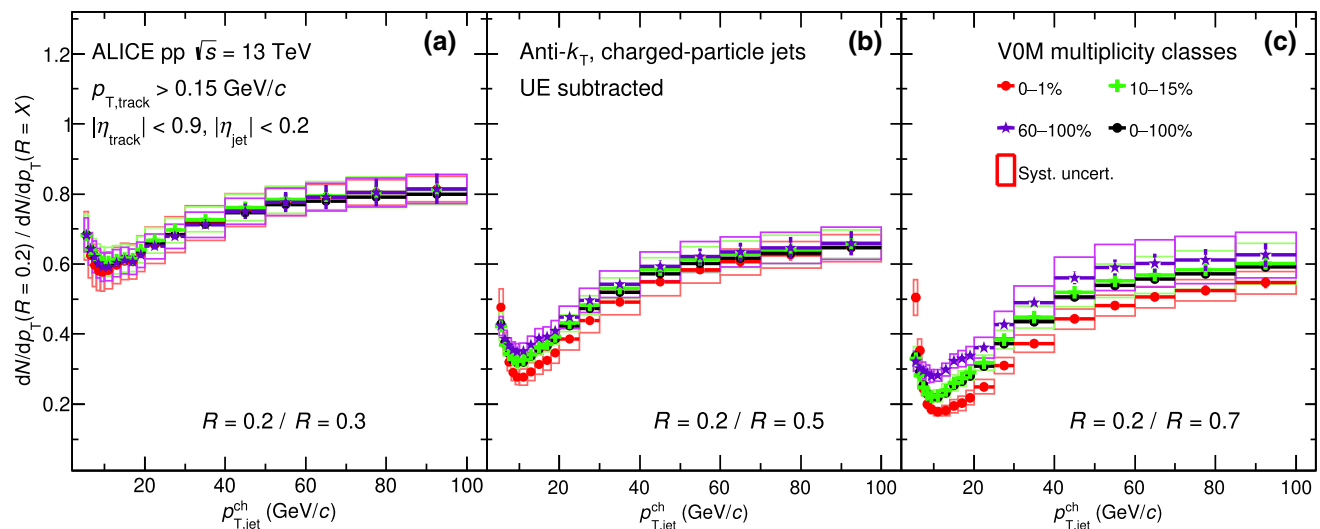 dN/dp_T(R = 0.2) / dN/dp_T(R = X)
1.2
1
0.8
0.6
0.4
0.2
ALICE pp √s = 13 TeV
(a)
p_T,track > 0.15 GeV/c
|η_track| < 0.9, |η_jet| < 0.2
R = 0.2 / R = 0.3
20 40 60 80 100
p^ch_T,jet (GeV/c)
Anti-k_T, charged-particle jets
(b)
UE subtracted
R = 0.2 / R = 0.5
20 40 60 80 100
p^ch_T,jet (GeV/c)
V0M multiplicity classes
(c)
0–1% 10–15%
60–100% 0–100%
Syst. uncert.
R = 0.2 / R = 0.7
20 40 60 80 100
p^ch_T,jet (GeV/c)